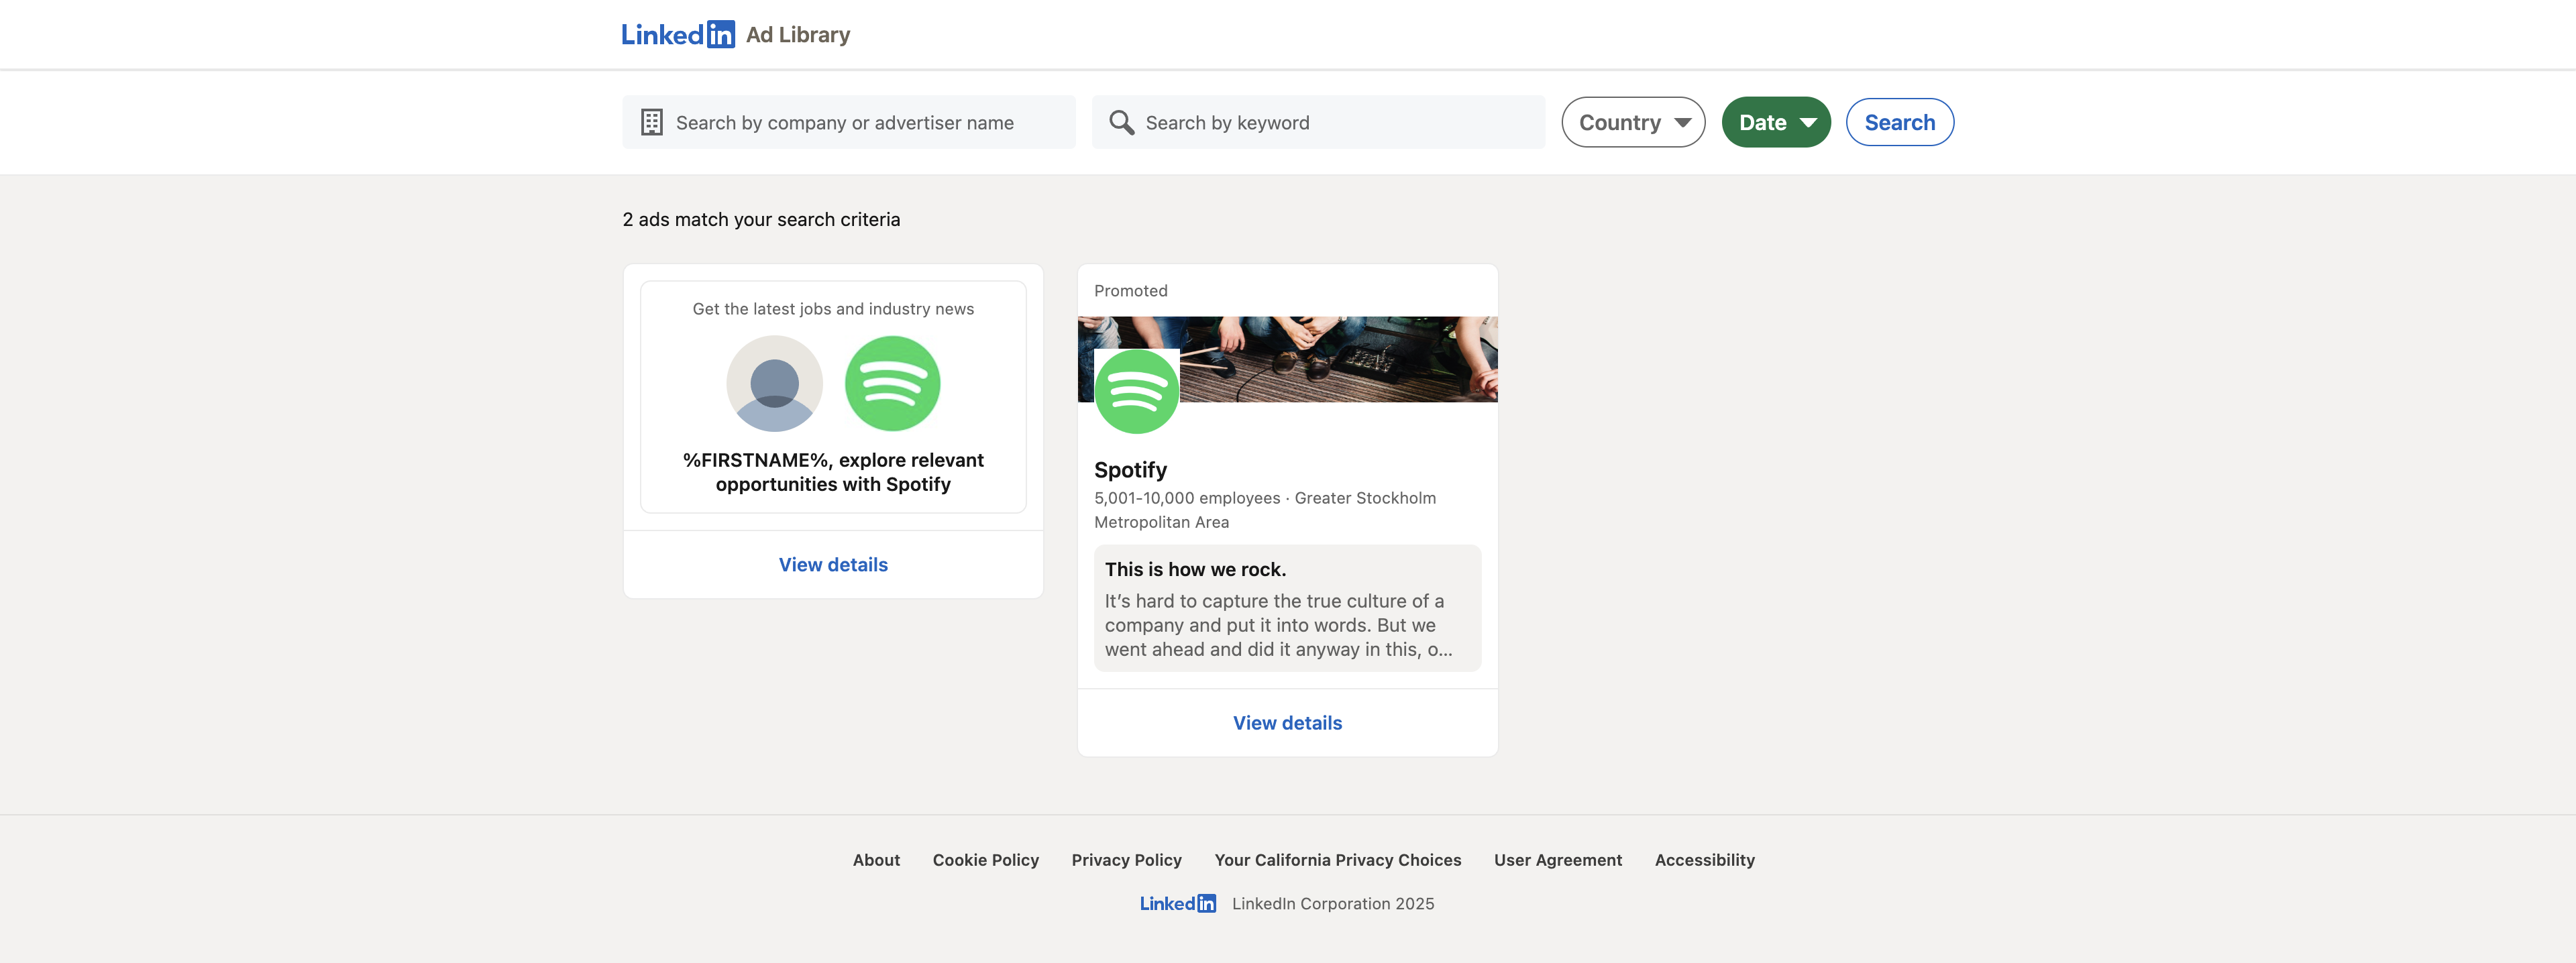 LinkedIn Ad Library
Search by company or advertiser name
Search by keyword
Country
Date
Search
2 ads match your search criteria
Get the latest jobs and industry news
%FIRSTNAME%, explore relevant
opportunities with Spotify
View details
Promoted
Spotify
5,001-10,000 employees · Greater Stockholm
Metropolitan Area
This is how we rock.
It’s hard to capture the true culture of a
company and put it into words. But we
went ahead and did it anyway in this, o...
View details
About Cookie Policy Privacy Policy Your California Privacy Choices User Agreement Accessibility
LinkedIn LinkedIn Corporation 2025